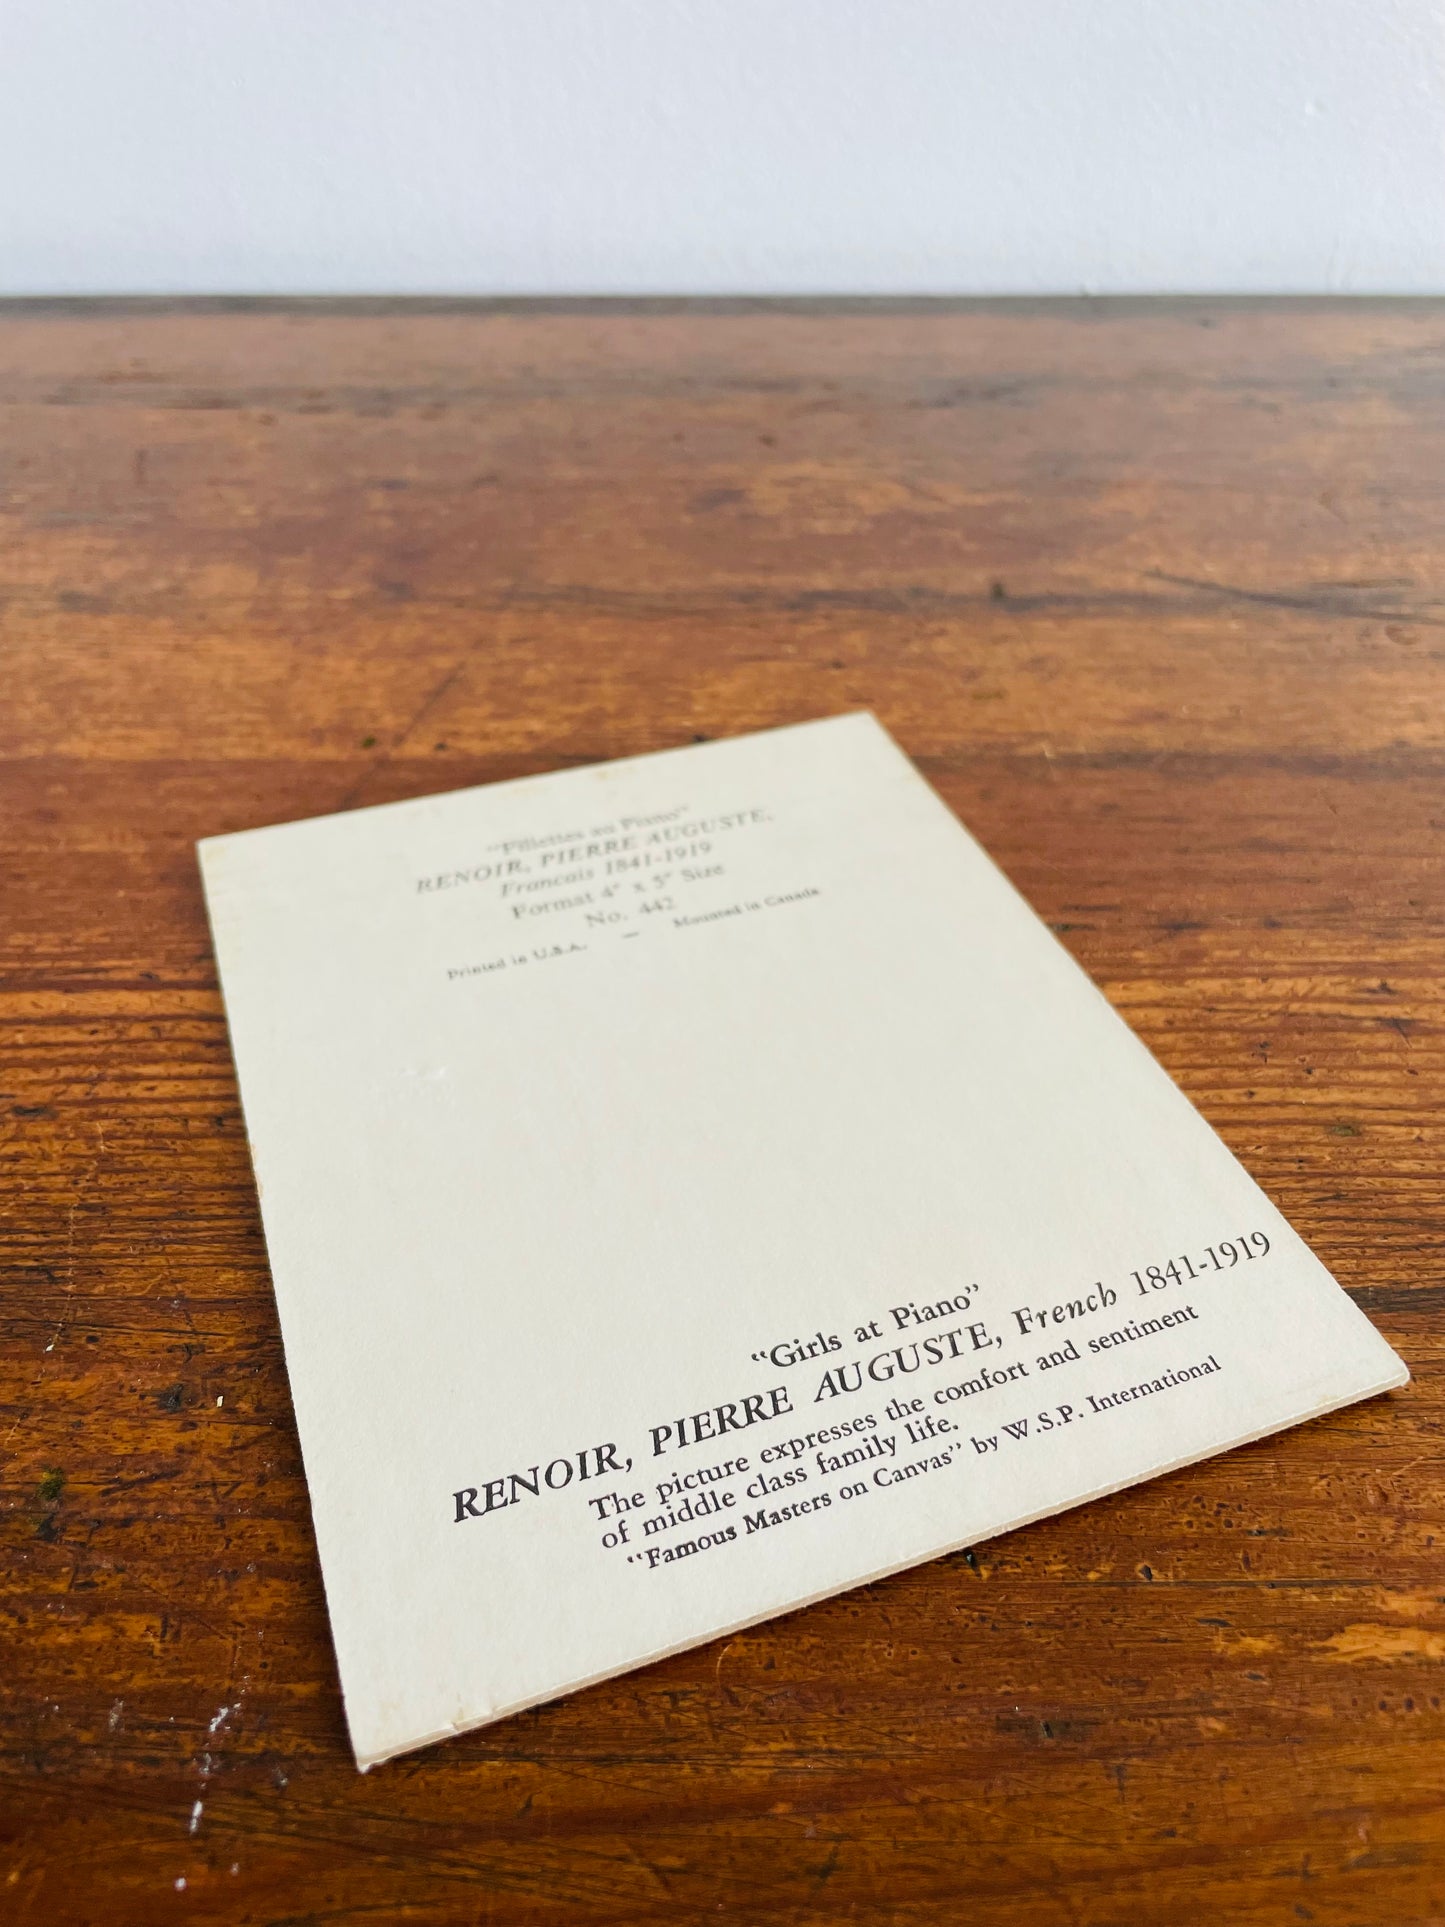 "Fillettes au Piano"
RENOIR, PIERRE AUGUSTE,
Francais 1841-1919
Format 4" x 5" Size
No. 442
Printed in U.S.A. — Mounted in Canada
"Girls at Piano"
RENOIR, PIERRE AUGUSTE, French 1841-1919
The picture expresses the comfort and sentiment
of middle class family life.
"Famous Masters on Canvas" by W.S.P. International